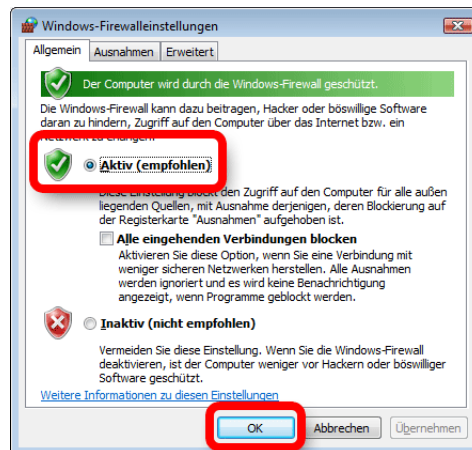 Windows-Firewalleinstellungen
Allgemein Ausnahmen Erweitert
Der Computer wird durch die Windows-Firewall geschützt.
Die Windows-Firewall kann dazu beitragen, Hacker oder böswillige Software
daran zu hindern, Zugriff auf den Computer über das Internet bzw. ein
Netzwerk zu erlangen.
Aktiv (empfohlen)
Diese Einstellung blockt den Zugriff auf den Computer für alle außen
liegenden Quellen, mit Ausnahme derjenigen, deren Blockierung auf
der Registerkarte "Ausnahmen" aufgehoben ist.
Alle eingehenden Verbindungen blocken
Aktivieren Sie diese Option, wenn Sie eine Verbindung mit
weniger sicheren Netzwerken herstellen. Alle Ausnahmen
werden ignoriert und es wird keine Benachrichtigung
angezeigt, wenn Programme geblockt werden.
Inaktiv (nicht empfohlen)
Vermeiden Sie diese Einstellung. Wenn Sie die Windows-Firewall
deaktivieren, ist der Computer weniger vor Hackern oder böswilliger
Software geschützt.
Weitere Informationen zu diesen Einstellungen
OK Abbrechen Übernehmen